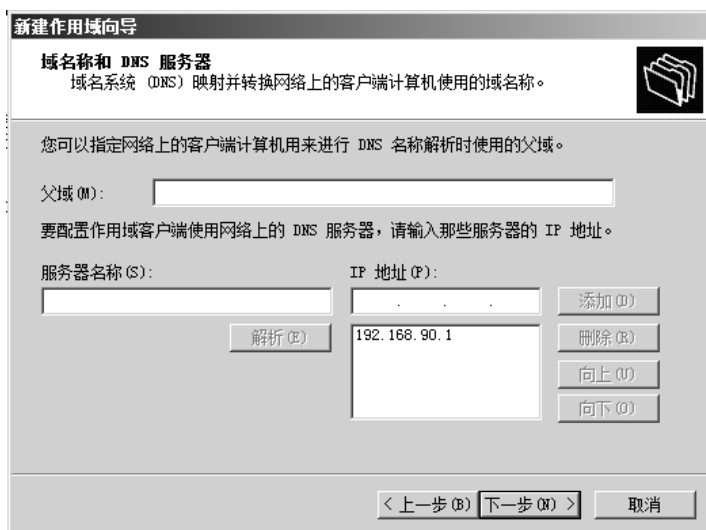 新建作用域向导
域名称和 DNS 服务器
域名系统 (DNS) 映射并转换网络上的客户端计算机使用的域名称。
您可以指定网络上的客户端计算机用来进行 DNS 名称解析时使用的父域。
父域(M):
要配置作用域客户端使用网络上的 DNS 服务器，请输入那些服务器的 IP 地址。
服务器名称(S): IP 地址(P):
. . . 添加(D)
解析(E) 192.168.90.1 删除(R)
向上(U)
向下(O)
< 上一步(B) 下一步(N) > 取消